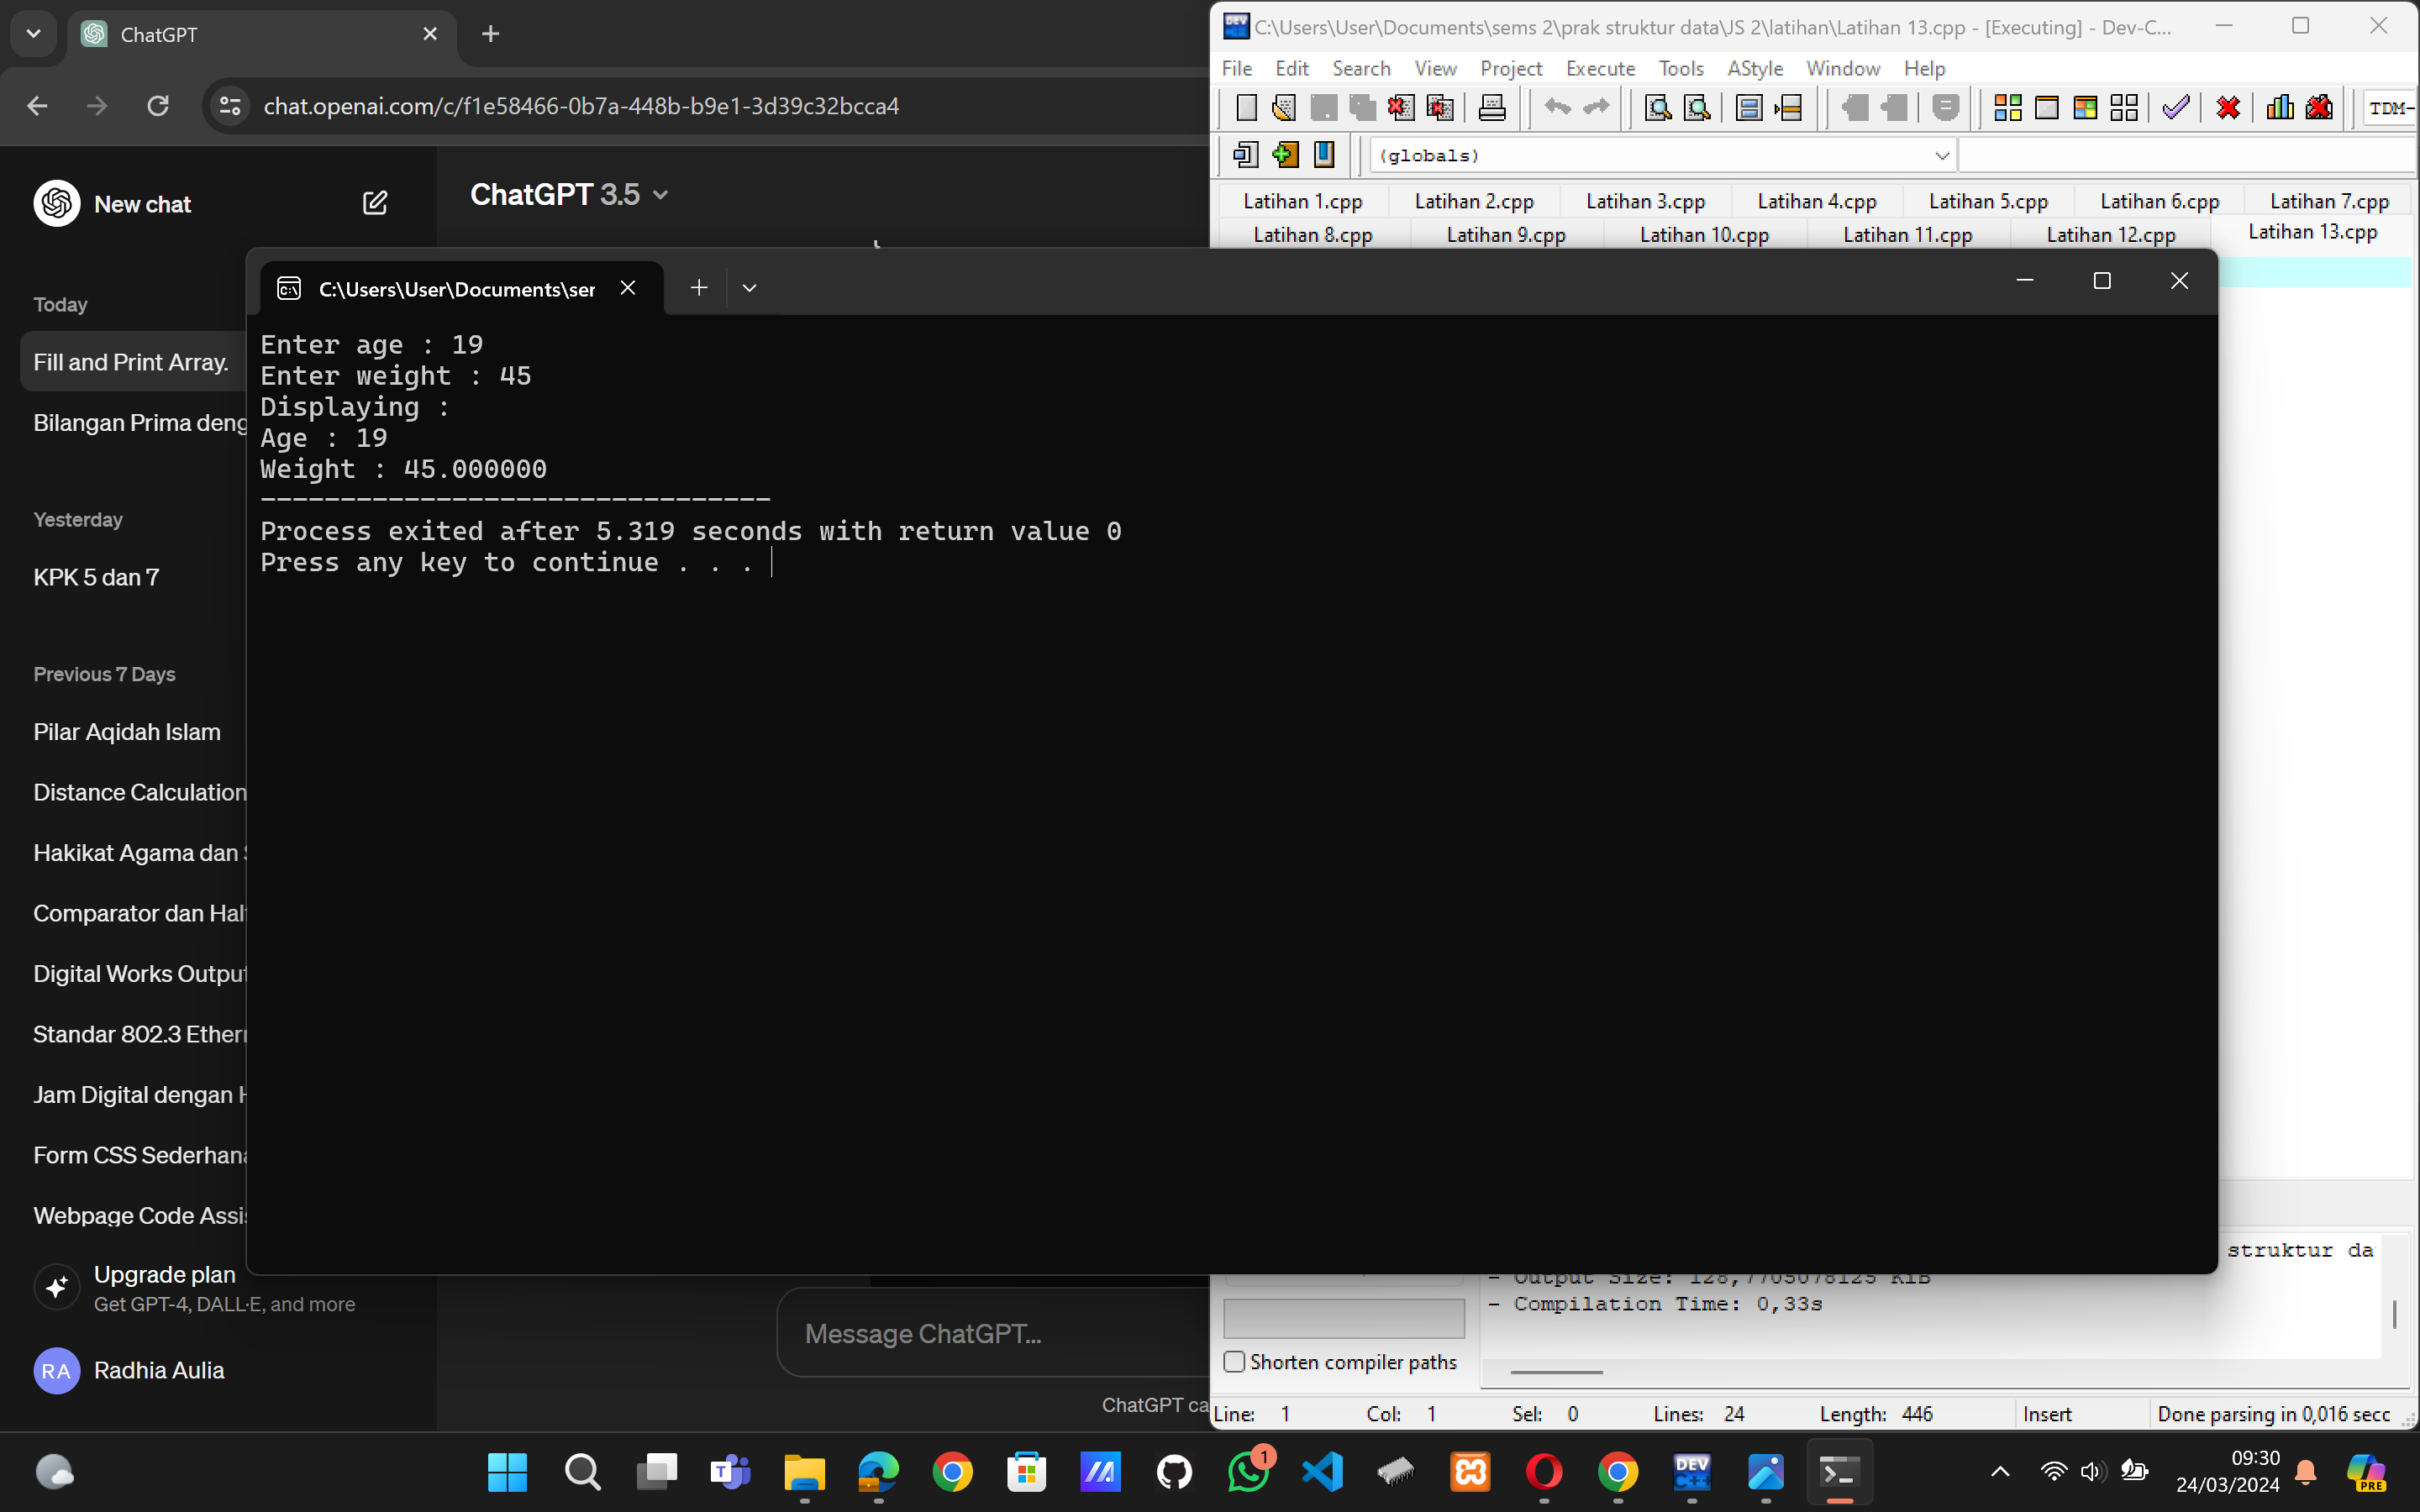 ChatGPT
chat.openai.com/c/f1e58466-0b7a-448b-b9e1-3d39c32bcca4
New chat
ChatGPT 3.5
Today
Fill and Print Array.
Bilangan Prima deng
Yesterday
KPK 5 dan 7
Previous 7 Days
Pilar Aqidah Islam
Distance Calculation
Hakikat Agama dan
Comparator dan Hal
Digital Works Output
Standar 802.3 Ether
Jam Digital dengan
Form CSS Sederhana
Webpage Code Assis
Upgrade plan
Get GPT-4, DALL·E, and more
RA
Radhia Aulia
Message ChatGPT...
ChatGPT ca
C:\Users\User\Documents\sems 2\prak struktur data\JS 2\latihan\Latihan 13.cpp - [Executing] - Dev-C...
File Edit Search View Project Execute Tools AStyle Window Help
TDM-
(globals)
Latihan 1.cpp Latihan 2.cpp Latihan 3.cpp Latihan 4.cpp Latihan 5.cpp Latihan 6.cpp Latihan 7.cpp
Latihan 8.cpp Latihan 9.cpp Latihan 10.cpp Latihan 11.cpp Latihan 12.cpp Latihan 13.cpp
C:\Users\User\Documents\ser
Enter age : 19
Enter weight : 45
Displaying :
Age : 19
Weight : 45.000000
--------------------------------
Process exited after 5.319 seconds with return value 0
Press any key to continue . . .
struktur da
- Output Size: 128,7705078125 KiB
- Compilation Time: 0,33s
Shorten compiler paths
Line: 1 Col: 1 Sel: 0 Lines: 24 Length: 446 Insert Done parsing in 0,016 secc
DEV C++
1
T
PRE
09:30
24/03/2024